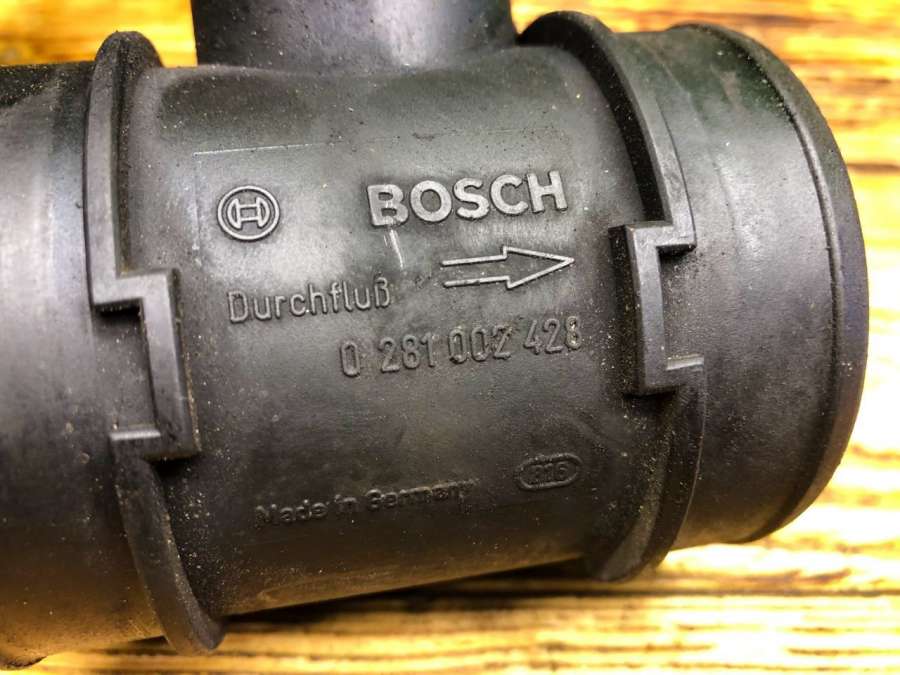 BOSCH
Durchfluß
0 281 002 428
Made in Germany